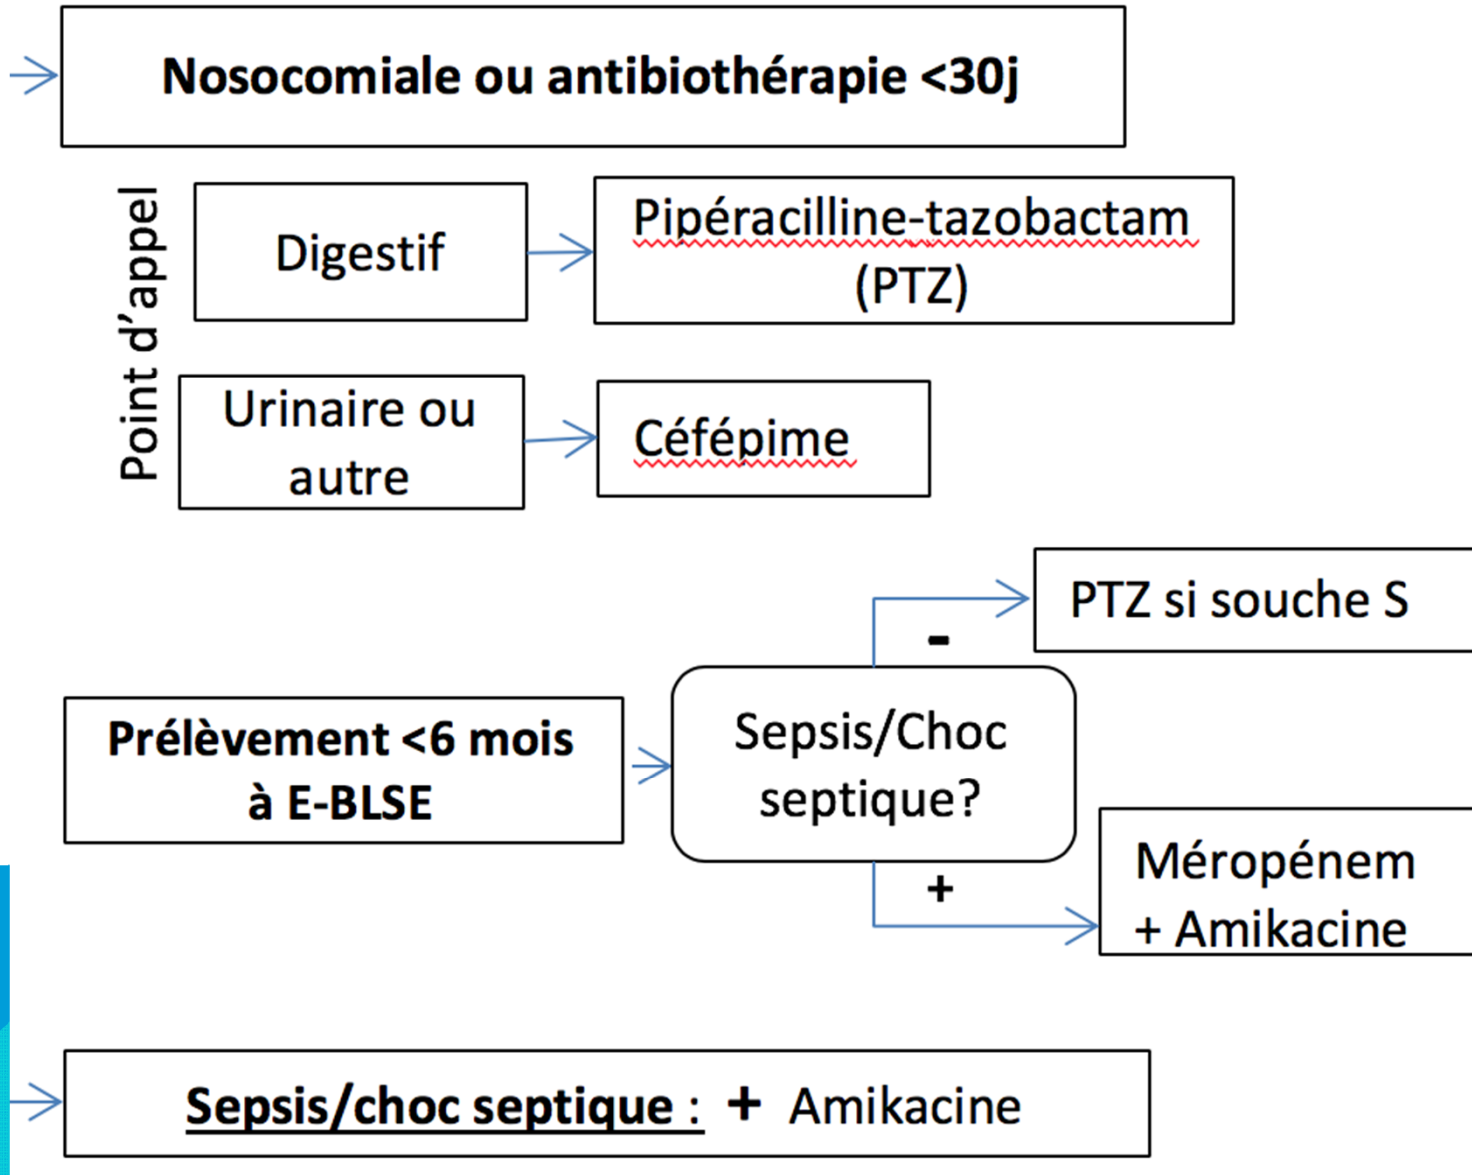 Nosocomiale ou antibiothérapie <30j
Point d’appel
Digestif
Pipéracilline-tazobactam
(PTZ)
Urinaire ou
autre
Céfépime
PTZ si souche S
-
Prélèvement <6 mois
à E-BLSE
Sepsis/Choc
septique?
+
Méropénem
+ Amikacine
Sepsis/choc septique : + Amikacine